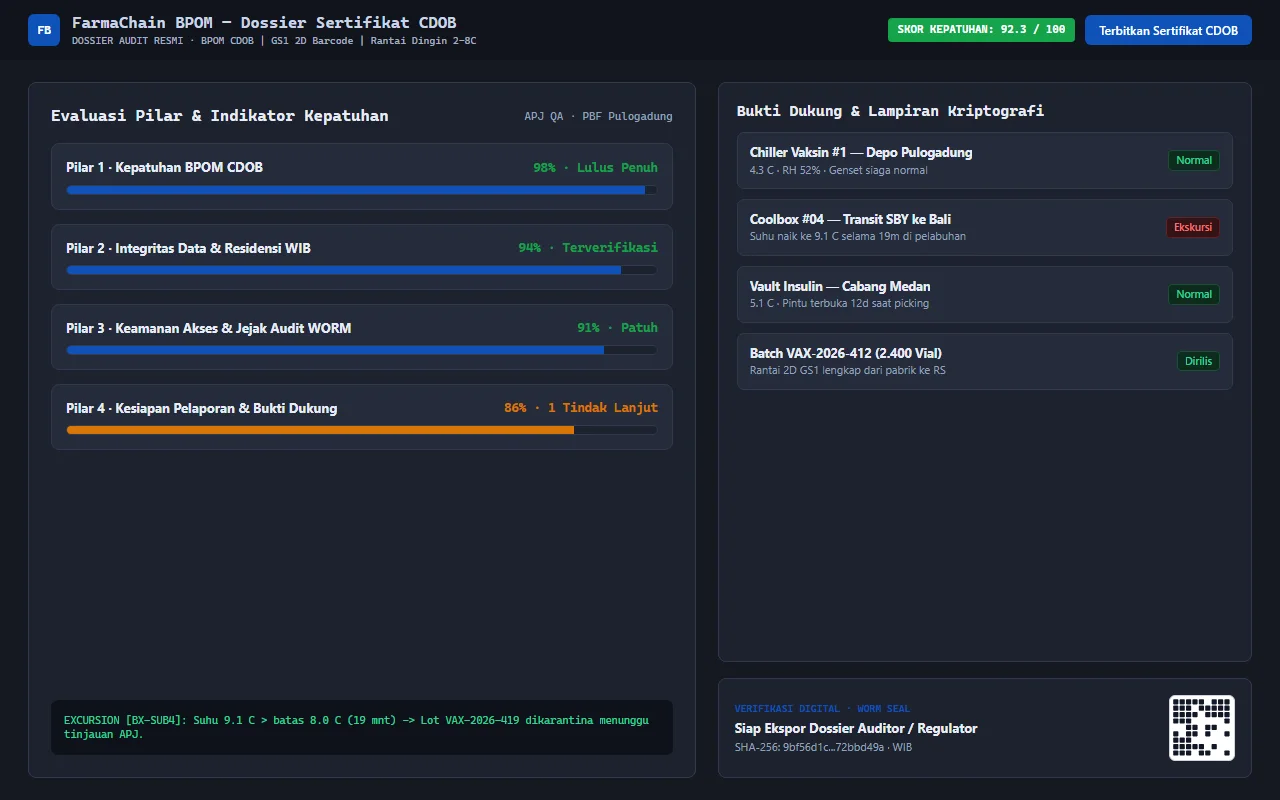 FB
FarmaChain BPOM — Dossier Sertifikat CDOB
DOSSIER AUDIT RESMI · BPOM CDOB | GS1 2D Barcode | Rantai Dingin 2-8C
SKOR KEPATUHAN: 92.3 / 100
Terbitkan Sertifikat CDOB
Evaluasi Pilar & Indikator Kepatuhan
APJ QA · PBF Pulogadung
Pilar 1 · Kepatuhan BPOM CDOB
98% · Lulus Penuh
Pilar 2 · Integritas Data & Residensi WIB
94% · Terverifikasi
Pilar 3 · Keamanan Akses & Jejak Audit WORM
91% · Patuh
Pilar 4 · Kesiapan Pelaporan & Bukti Dukung
86% · 1 Tindak Lanjut
EXCURSION [BX-SUB4]: Suhu 9.1 C > batas 8.0 C (19 mnt) -> Lot VAX-2026-419 dikarantina menunggu
tinjauan APJ.
Bukti Dukung & Lampiran Kriptografi
Chiller Vaksin #1 — Depo Pulogadung
4.3 C · RH 52% · Genset siaga normal
Normal
Coolbox #04 — Transit SBY ke Bali
Suhu naik ke 9.1 C selama 19m di pelabuhan
Ekskursi
Vault Insulin — Cabang Medan
5.1 C · Pintu terbuka 12d saat picking
Normal
Batch VAX-2026-412 (2.400 Vial)
Rantai 2D GS1 lengkap dari pabrik ke RS
Dirilis
VERIFIKASI DIGITAL · WORM SEAL
Siap Ekspor Dossier Auditor / Regulator
SHA-256: 9bf56d1c…72bbd49a · WIB